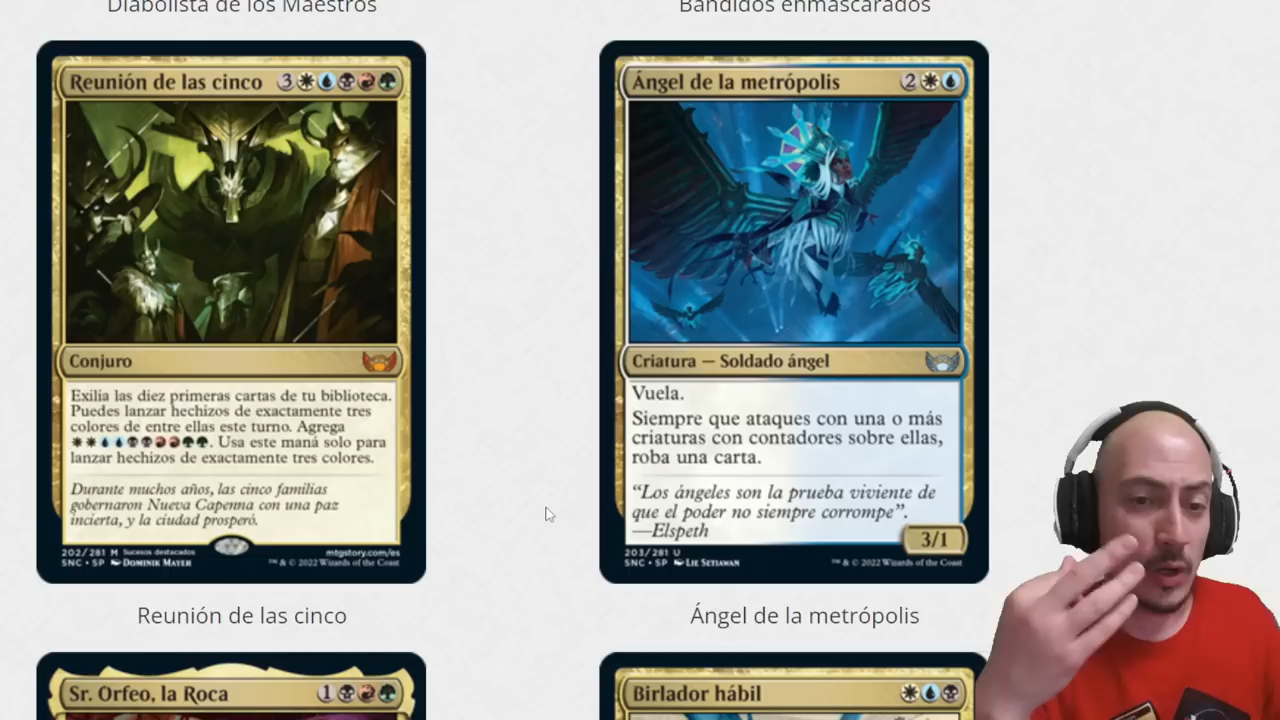 Diabolista de los Maestros
Bandidos enmascarados
Reunión de las cinco 3
Conjuro
Exilia las diez primeras cartas de tu biblioteca.
Puedes lanzar hechizos de exactamente tres
colores de entre ellas este turno. Agrega
. Usa este maná solo para
lanzar hechizos de exactamente tres colores.
Durante muchos años, las cinco familias
gobernaron Nueva Capenna con una paz
incierta, y la ciudad prosperó.
202/281 M Sucesos destacados
SNC • SP DOMINIK MAYER
mtgstory.com/es
™ & © 2022 Wizards of the Coast
Reunión de las cinco
Ángel de la metrópolis 2
Criatura — Soldado ángel
Vuela.
Siempre que ataques con una o más
criaturas con contadores sobre ellas,
roba una carta.
“Los ángeles son la prueba viviente de
que el poder no siempre corrompe”.
—Elspeth
3/1
203/281 U
SNC • SP LIE SETIAWAN
™ & © 2022 Wizards of the Coast
Ángel de la metrópolis
Sr. Orfeo, la Roca 1
Birlador hábil